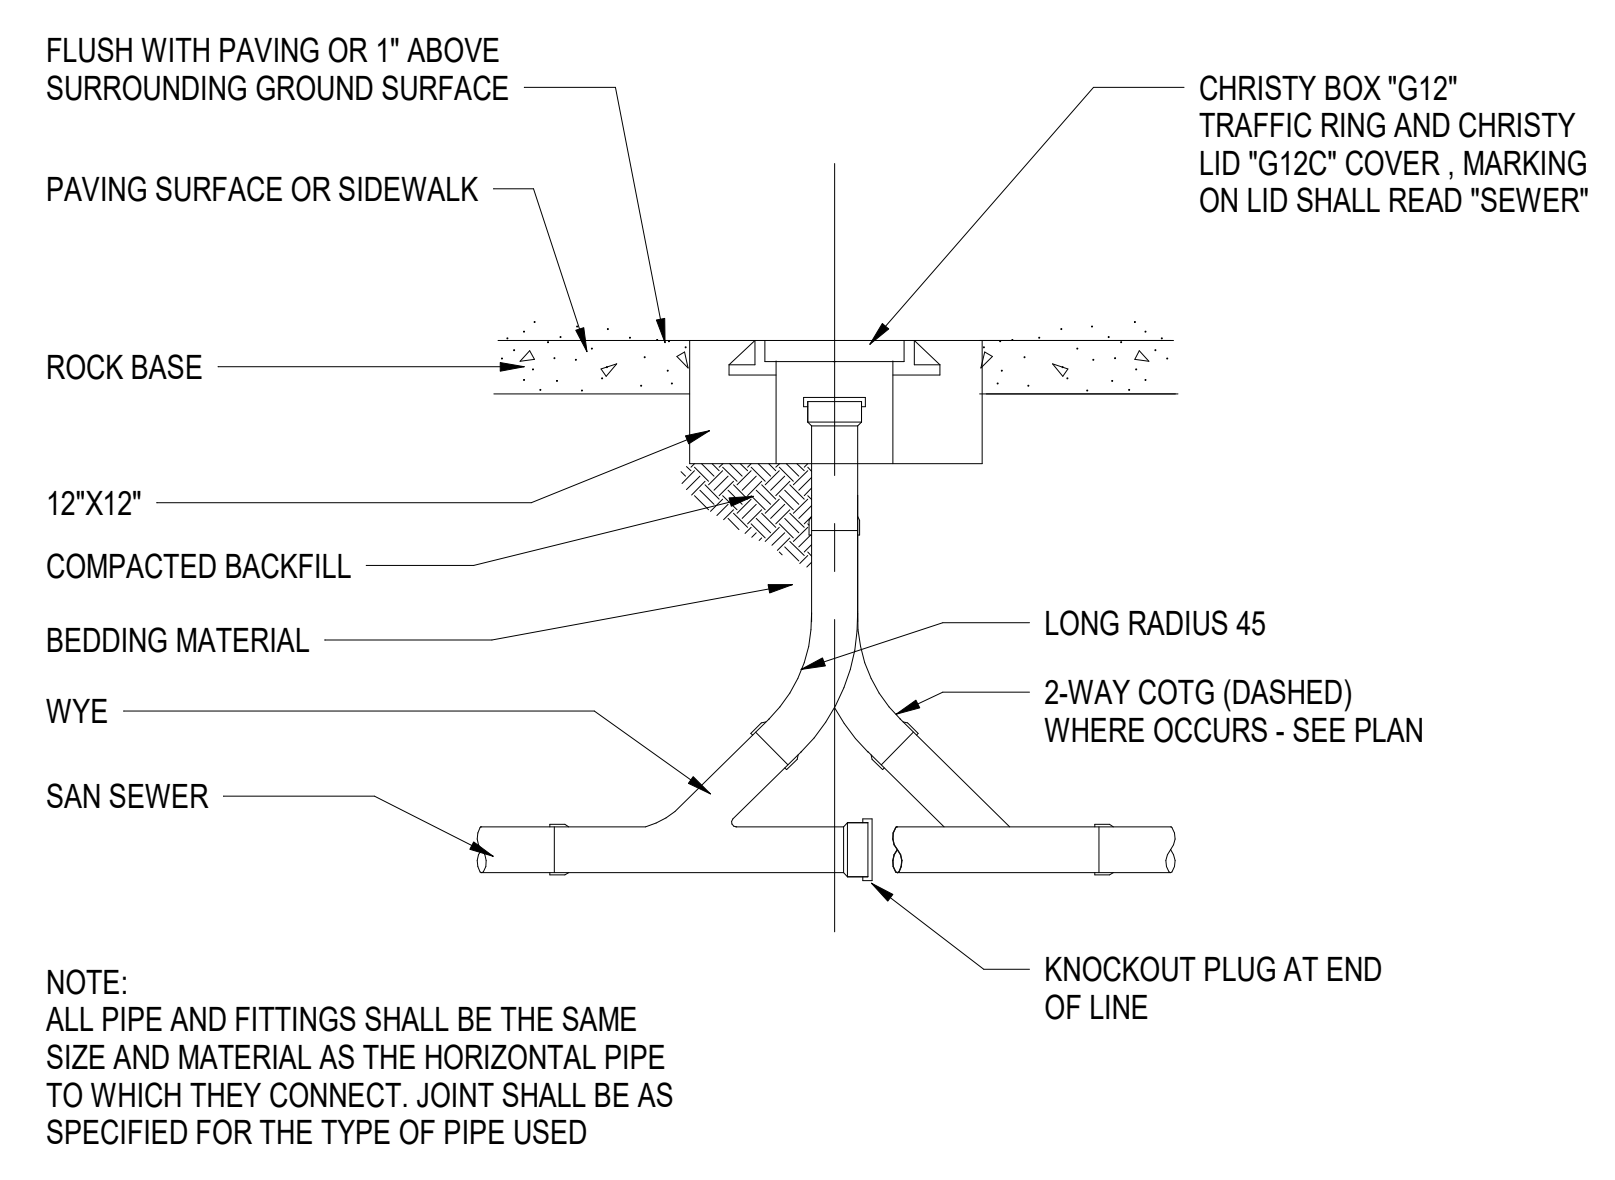 FLUSH WITH PAVING OR 1" ABOVE
SURROUNDING GROUND SURFACE
PAVING SURFACE OR SIDEWALK
ROCK BASE
12"X12"
COMPACTED BACKFILL
BEDDING MATERIAL
WYE
SAN SEWER
CHRISTY BOX "G12"
TRAFFIC RING AND CHRISTY
LID "G12C" COVER , MARKING
ON LID SHALL READ "SEWER"
LONG RADIUS 45
2-WAY COTG (DASHED)
WHERE OCCURS - SEE PLAN
KNOCKOUT PLUG AT END
OF LINE
NOTE:
ALL PIPE AND FITTINGS SHALL BE THE SAME
SIZE AND MATERIAL AS THE HORIZONTAL PIPE
TO WHICH THEY CONNECT. JOINT SHALL BE AS
SPECIFIED FOR THE TYPE OF PIPE USED